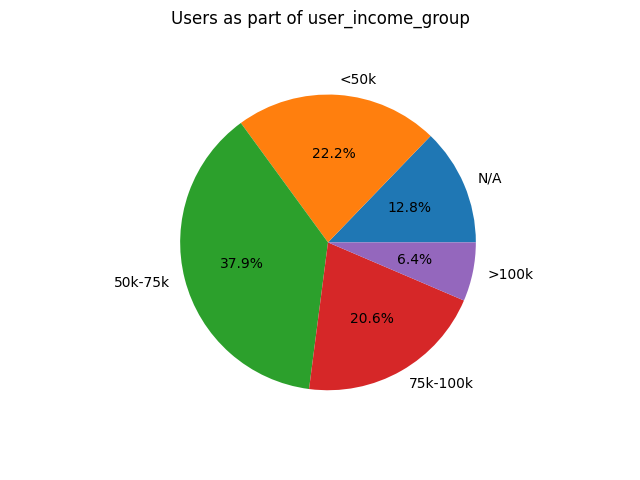 Users as part of user_income_group
<50k
22.2%
N/A
12.8%
37.9%
50k-75k
6.4%
>100k
20.6%
75k-100k